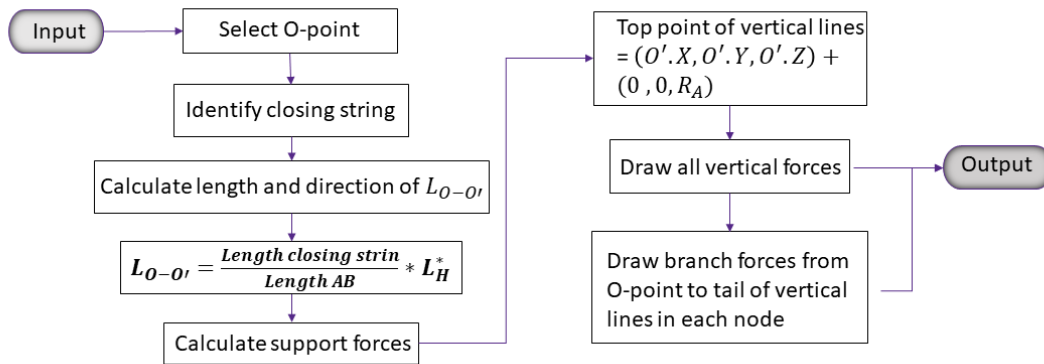 Input
Select O-point
Identify closing string
Calculate length and direction of L_{O-O'}
L_{O-O'} = \frac{Length closing strin}{Length AB} * L_H^*
Calculate support forces
Top point of vertical lines
= (O'.X, O'.Y, O'.Z) +
(0 , 0, R_A)
Draw all vertical forces
Draw branch forces from
O-point to tail of vertical
lines in each node
Output